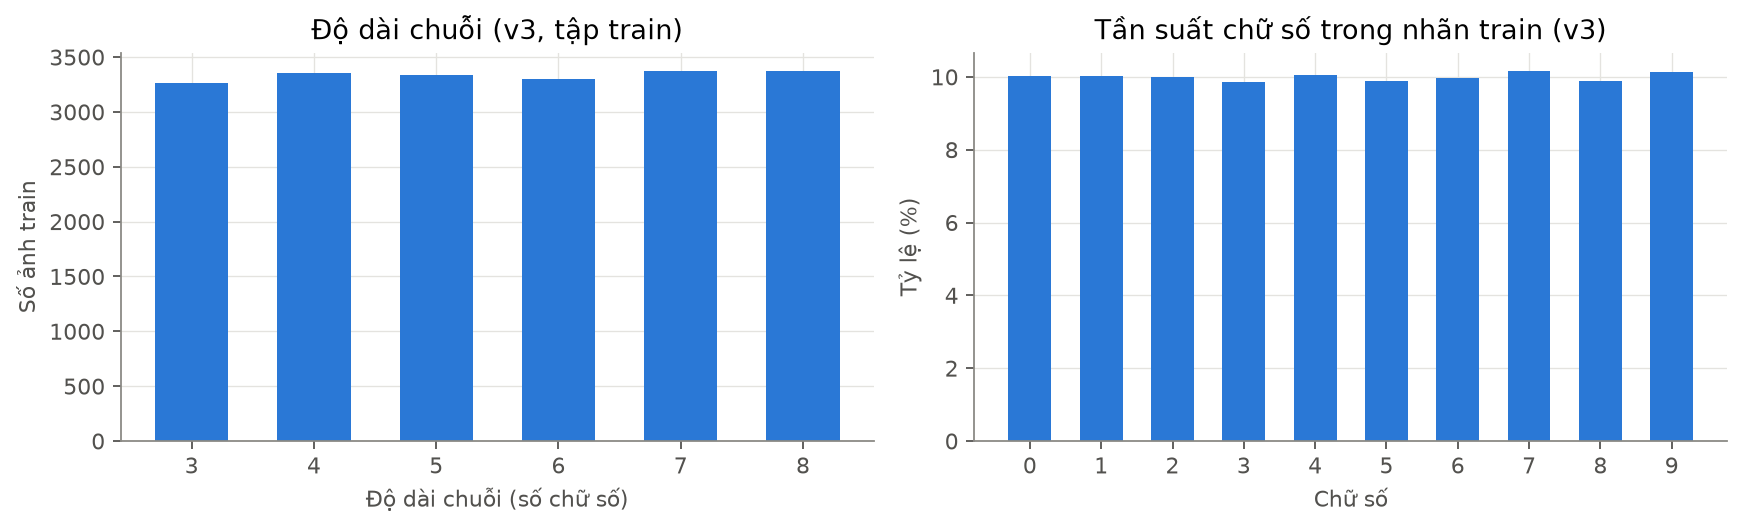 Độ dài chuỗi (v3, tập train)
Số ảnh train
3500
3000
2500
2000
1500
1000
500
0
3 4 5 6 7 8
Độ dài chuỗi (số chữ số)
Tần suất chữ số trong nhãn train (v3)
Tỷ lệ (%)
10
8
6
4
2
0
0 1 2 3 4 5 6 7 8 9
Chữ số